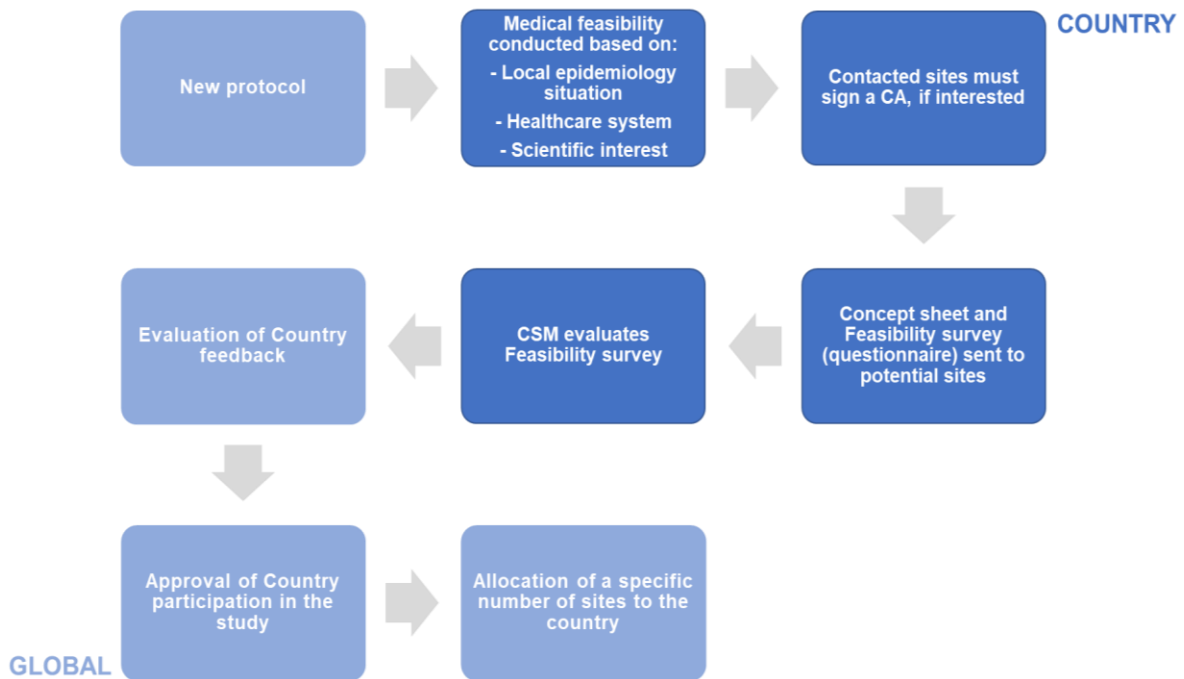 COUNTRY
New protocol
Medical feasibility
conducted based on:
- Local epidemiology
situation
- Healthcare system
- Scientific interest
Contacted sites must
sign a CA, if interested
Concept sheet and
Feasibility survey
(questionnaire) sent to
potential sites
CSM evaluates
Feasibility survey
Evaluation of Country
feedback
Approval of Country
participation in the
study
Allocation of a specific
number of sites to the
country
GLOBAL